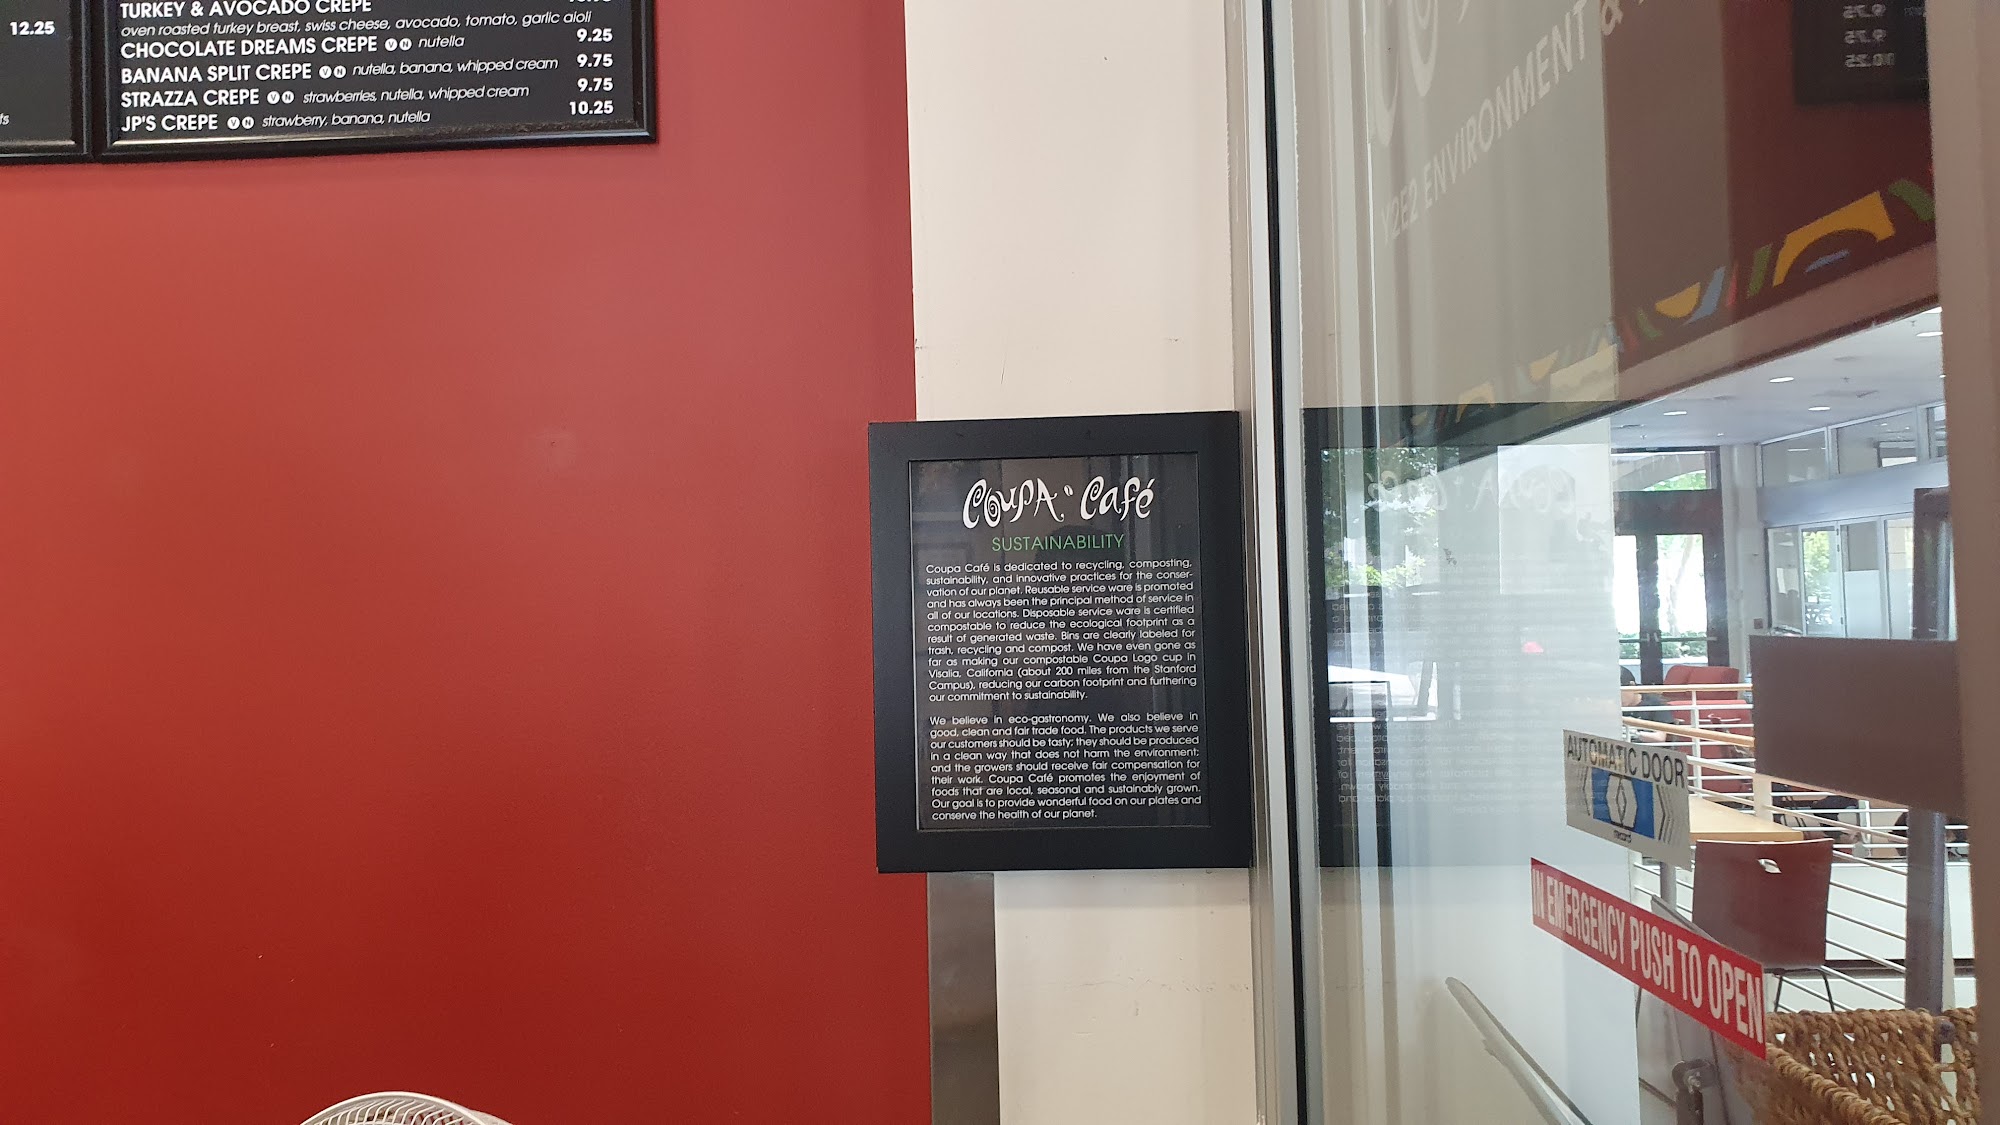 12.25
TURKEY & AVOCADO CREPE
oven roasted turkey breast, swiss cheese, avocado, tomato, garlic aioli
CHOCOLATE DREAMS CREPE V N nutella 9.25
BANANA SPLIT CREPE V N nutella, banana, whipped cream 9.75
STRAZZA CREPE V N strawberries, nutella, whipped cream 9.75
JP'S CREPE V N strawberry, banana, nutella 10.25
COUPA Café
SUSTAINABILITY
Coupa Café is dedicated to recycling, composting,
sustainability, and innovative practices for the conser-
vation of our planet. Reusable service ware is promoted
and has always been the principal method of service in
all of our locations. Disposable service ware is certified
compostable to reduce the ecological footprint as a
result of generated waste. Bins are clearly labeled for
trash, recycling and compost. We have even gone as
far as making our compostable Coupa Logo cup in
Visalia, California (about 200 miles from the Stanford
Campus), reducing our carbon footprint and furthering
our commitment to sustainability.
We believe in eco-gastronomy. We also believe in
good, clean and fair trade food. The products we serve
our customers should be tasty; they should be produced
in a clean way that does not harm the environment;
and the growers should receive fair compensation for
their work. Coupa Café promotes the enjoyment of
foods that are local, seasonal and sustainably grown.
Our goal is to provide wonderful food on our plates and
conserve the health of our planet.
Y2E2 ENVIRONMENT &
AUTOMATIC DOOR
record
IN EMERGENCY PUSH TO OPEN